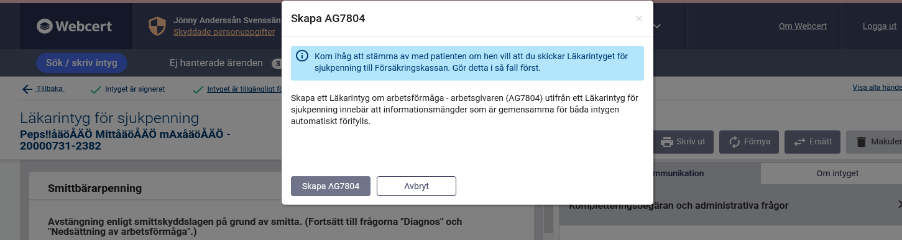 Skapa AG7804
×
Kom ihåg att stämma av med patienten om hen vill att du skickar Läkarintyget för
sjukpenning till Försäkringskassan. Gör detta i så fall först.
Skapa ett Läkarintyg om arbetsförmåga - arbetsgivaren (AG7804) utifrån ett Läkarintyg för
sjukpenning innebär att informationsmängder som är gemensamma för båda intygen
automatiskt förifylls.
Skapa AG7804
Avbryt
Webcert
Jönny Anderssån Svenssän
Skyddade personuppgifter
Om Webcert
Logga ut
Sök / skriv intyg
Ej hanterade ärenden
Tillbaka
Intyget är signerat
Intyget är tillgängligt f
Visa alla hände
Läkarintyg för sjukpenning
Peps!!åäöÅÄÖ MittåäöÅÄÖ mAxåäöÅÄÖ -
20000731-2382
Skriv ut
Förnya
Ersätt
Makuler
mmunikation
Om intyget
Kompletteringsbegäran och administrativa frågor
Smittbärarpenning
Avstängning enligt smittskyddslagen på grund av smitta. (Fortsätt till frågorna "Diagnos" och
"Nedsättning av arbetsförmåga".)